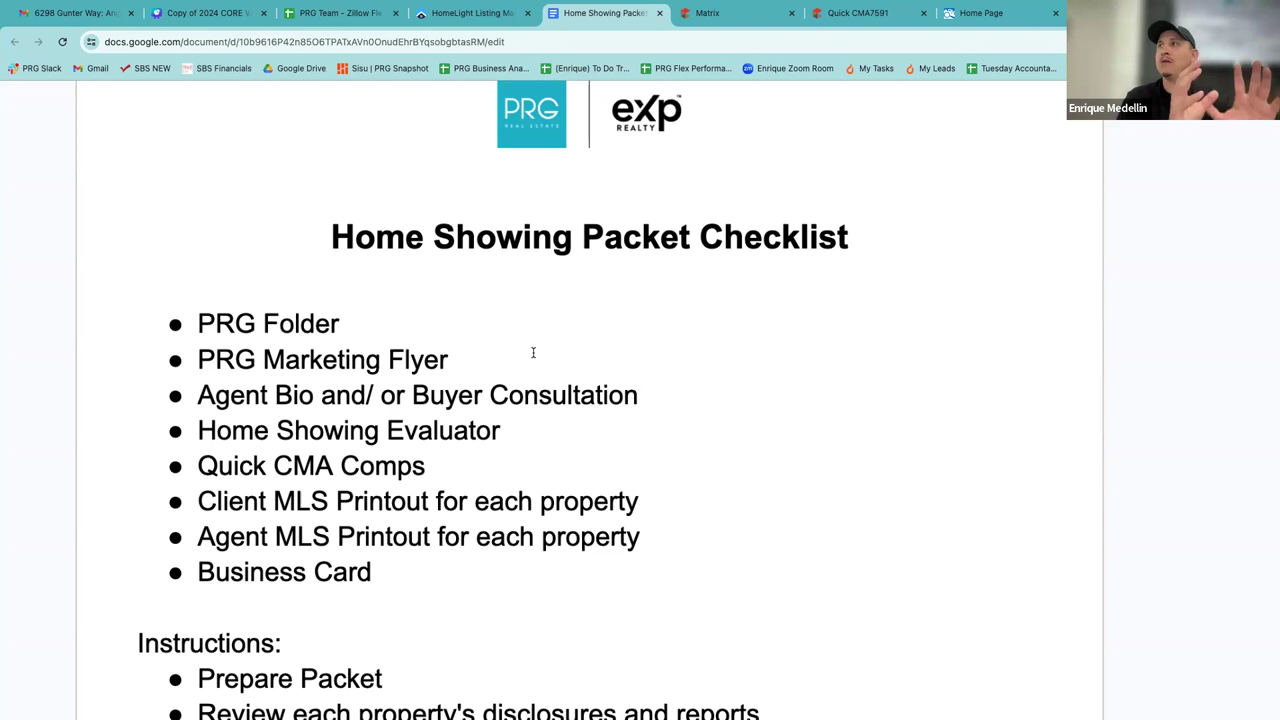 6298 Gunter Way: An
Copy of 2024 CORE V
PRG Team - Zillow Fle
HomeLight Listing Ma
Home Showing Packet
Matrix
Quick CMA7591
Home Page
docs.google.com/document/d/10b9616P42n85O6TPATxAVn0OnudEhrBYqsobgbtasRM/edit
PRG Slack
Gmail
SBS NEW
SBS Financials
Google Drive
Sisu | PRG Snapshot
PRG Business Ana...
(Enrique) To Do Tr...
PRG Flex Performa...
Enrique Zoom Room
My Tasks
My Leads
Tuesday Accounta...
Enrique Medellin
PRG
REAL ESTATE
exp
REALTY
Home Showing Packet Checklist
● PRG Folder
● PRG Marketing Flyer
● Agent Bio and/ or Buyer Consultation
● Home Showing Evaluator
● Quick CMA Comps
● Client MLS Printout for each property
● Agent MLS Printout for each property
● Business Card
Instructions:
● Prepare Packet
● Review each property's disclosures and reports